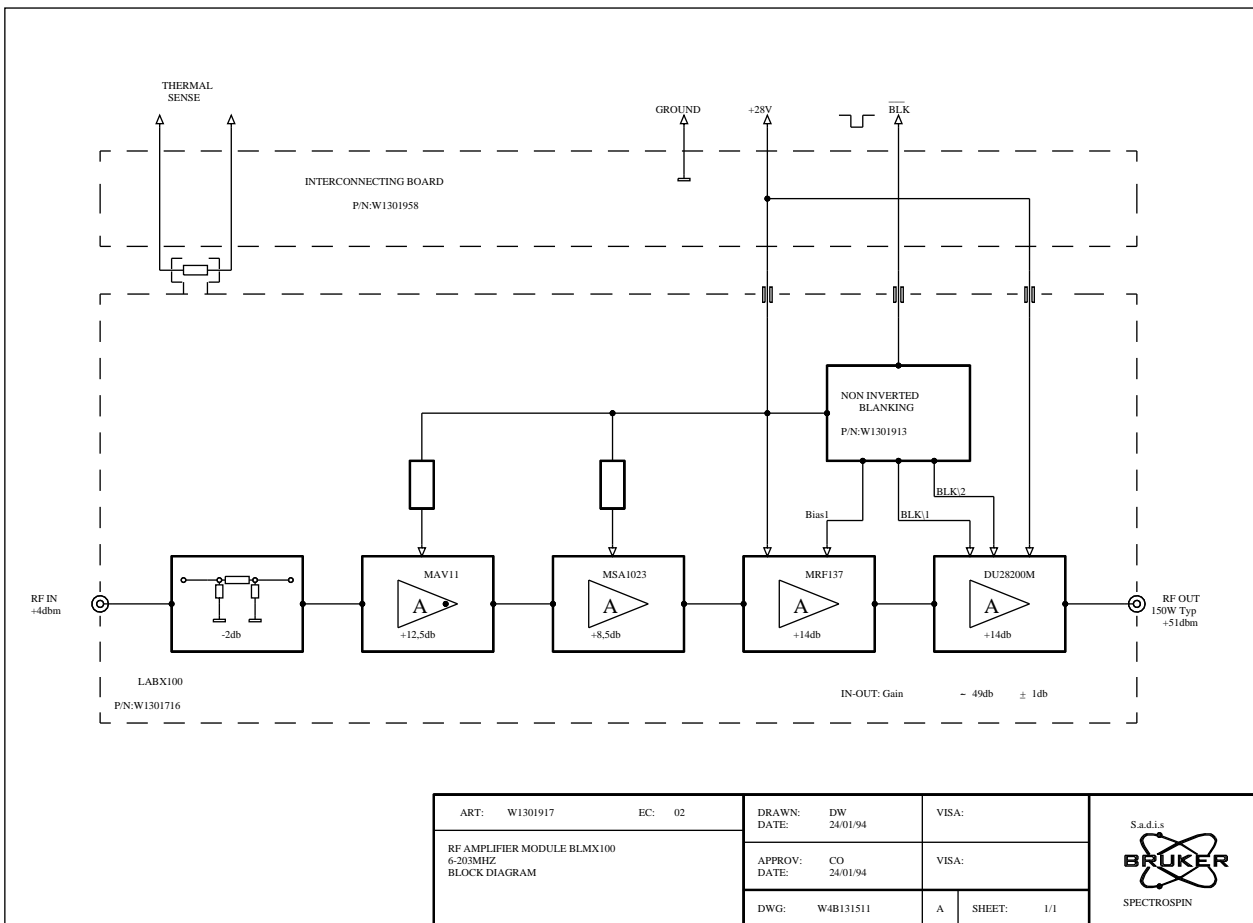 THERMAL
SENSE
GROUND
+28V
BLK
INTERCONNECTING BOARD
P/N:W1301958
NON INVERTED
BLANKING
P/N:W1301913
BLK\2
Bias1
BLK\1
MAV11
MSA1023
MRF137
DU28200M
RF IN
+4dbm
A
A
A
A
RF OUT
150W Typ
+51dbm
-2db
+12,5db
+8,5db
+14db
+14db
LABX100
P/N:W1301716
IN-OUT: Gain ~ 49db ± 1db
ART: W1301917 EC: 02
RF AMPLIFIER MODULE BLMX100
6-203MHZ
BLOCK DIAGRAM
DRAWN: DW
DATE: 24/01/94
VISA:
APPROV: CO
DATE: 24/01/94
VISA:
DWG: W4B131511 A SHEET: 1/1
S.a.d.i.s
BRUKER
SPECTROSPIN